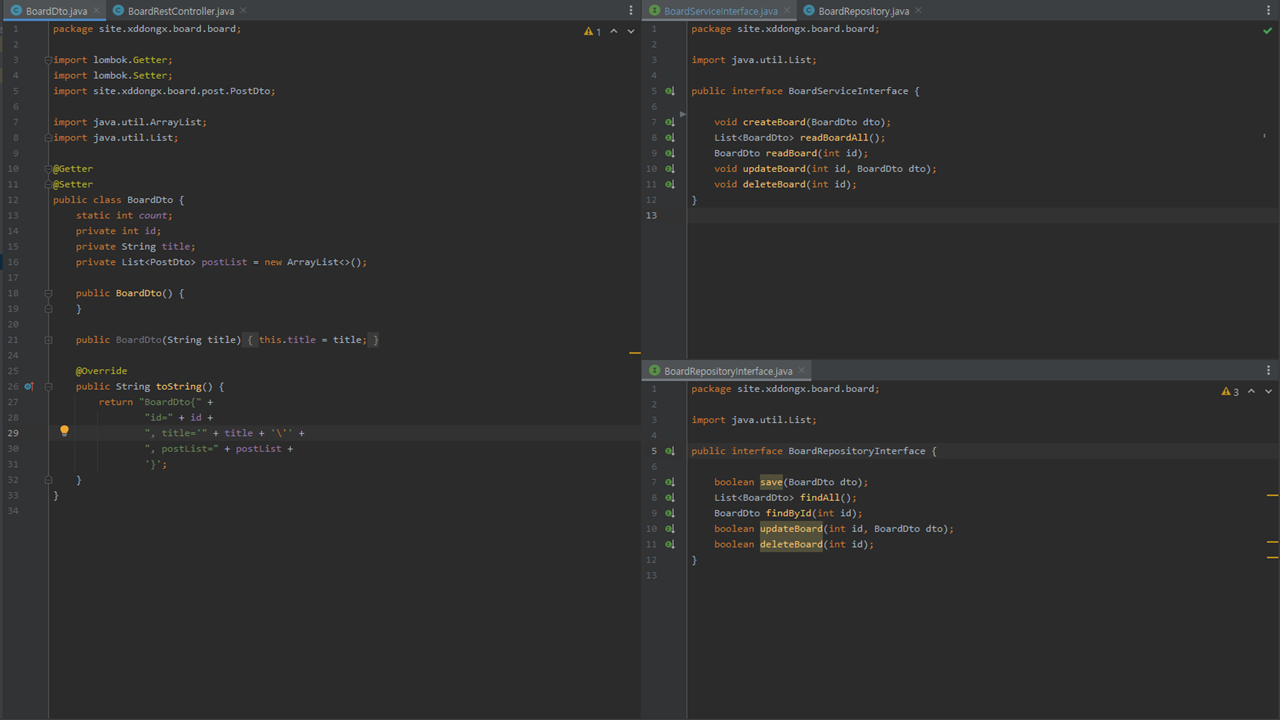 BoardDto.java
BoardRestController.java
1 package site.xddongx.board.board;
1
2
3 import lombok.Getter;
4 import lombok.Setter;
5 import site.xddongx.board.post.PostDto;
6
7 import java.util.ArrayList;
8 import java.util.List;
9
10 @Getter
11 @Setter
12 public class BoardDto {
13 static int count;
14 private int id;
15 private String title;
16 private List<PostDto> postList = new ArrayList<>();
17
18 public BoardDto() {
19 }
20
21 public BoardDto(String title) { this.title = title; }
24
25 @Override
26 public String toString() {
27 return "BoardDto{" +
28 "id=" + id +
29 ", title='" + title + '\'' +
30 ", postList=" + postList +
31 '}';
32 }
33 }
34
BoardServiceInterface.java
BoardRepository.java
1 package site.xddongx.board.board;
2
3 import java.util.List;
4
5 public interface BoardServiceInterface {
6
7 void createBoard(BoardDto dto);
8 List<BoardDto> readBoardAll();
9 BoardDto readBoard(int id);
10 void updateBoard(int id, BoardDto dto);
11 void deleteBoard(int id);
12 }
13
BoardRepositoryInterface.java
1 package site.xddongx.board.board;
3
2
3 import java.util.List;
4
5 public interface BoardRepositoryInterface {
6
7 boolean save(BoardDto dto);
8 List<BoardDto> findAll();
9 BoardDto findById(int id);
10 boolean updateBoard(int id, BoardDto dto);
11 boolean deleteBoard(int id);
12 }
13